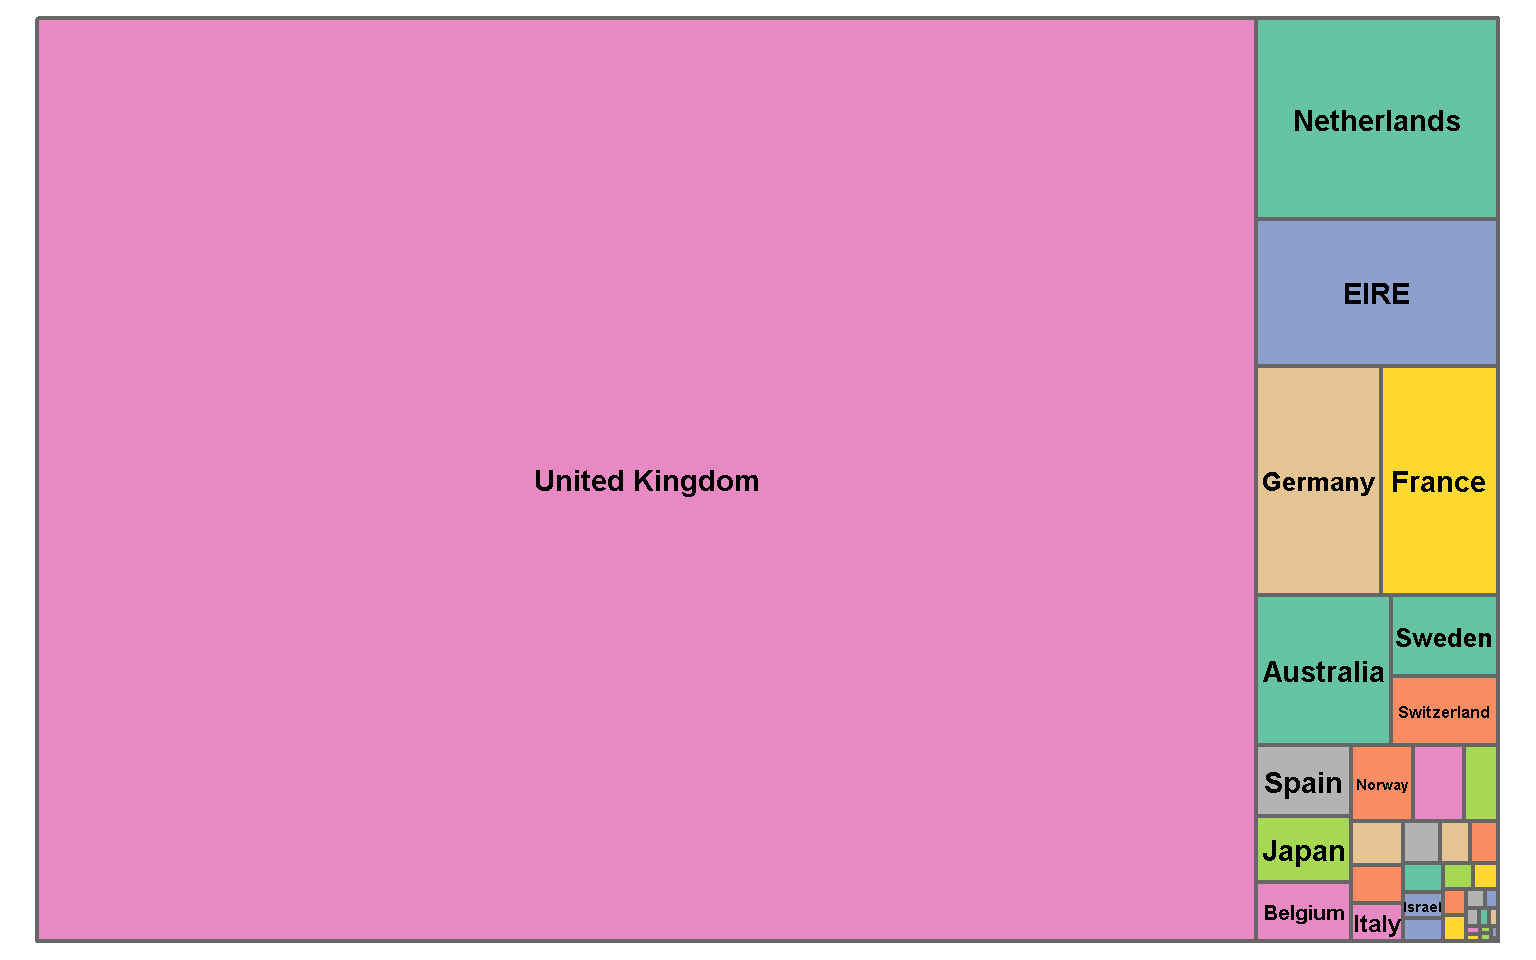 Netherlands
EIRE
United Kingdom
Germany
France
Sweden
Australia
Switzerland
Spain
Norway
Japan
Israel
Belgium
Italy